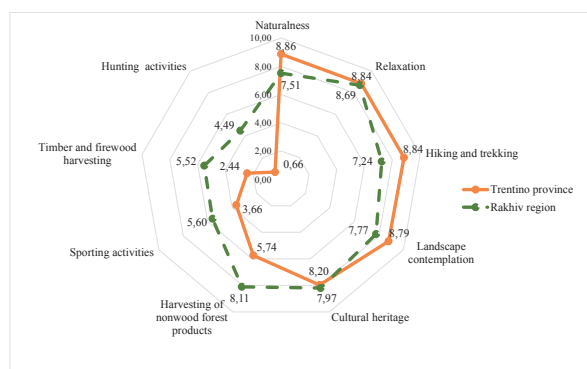 Naturalness
10,00
8,86
Hunting activities
8,00
8,84
Relaxation
7,51
8,69
6,00
4,49
4,00
Timber and firewood
harvesting
5,52
2,44
2,00
0,66
0,00
7,24
8,84
Hiking and trekking
Trentino province
Rakhiv region
3,66
5,60
7,77
8,79
Sporting activities
Landscape
contemplation
5,74
8,20
8,11
7,97
Harvesting of
nonwood forest
products
Cultural heritage